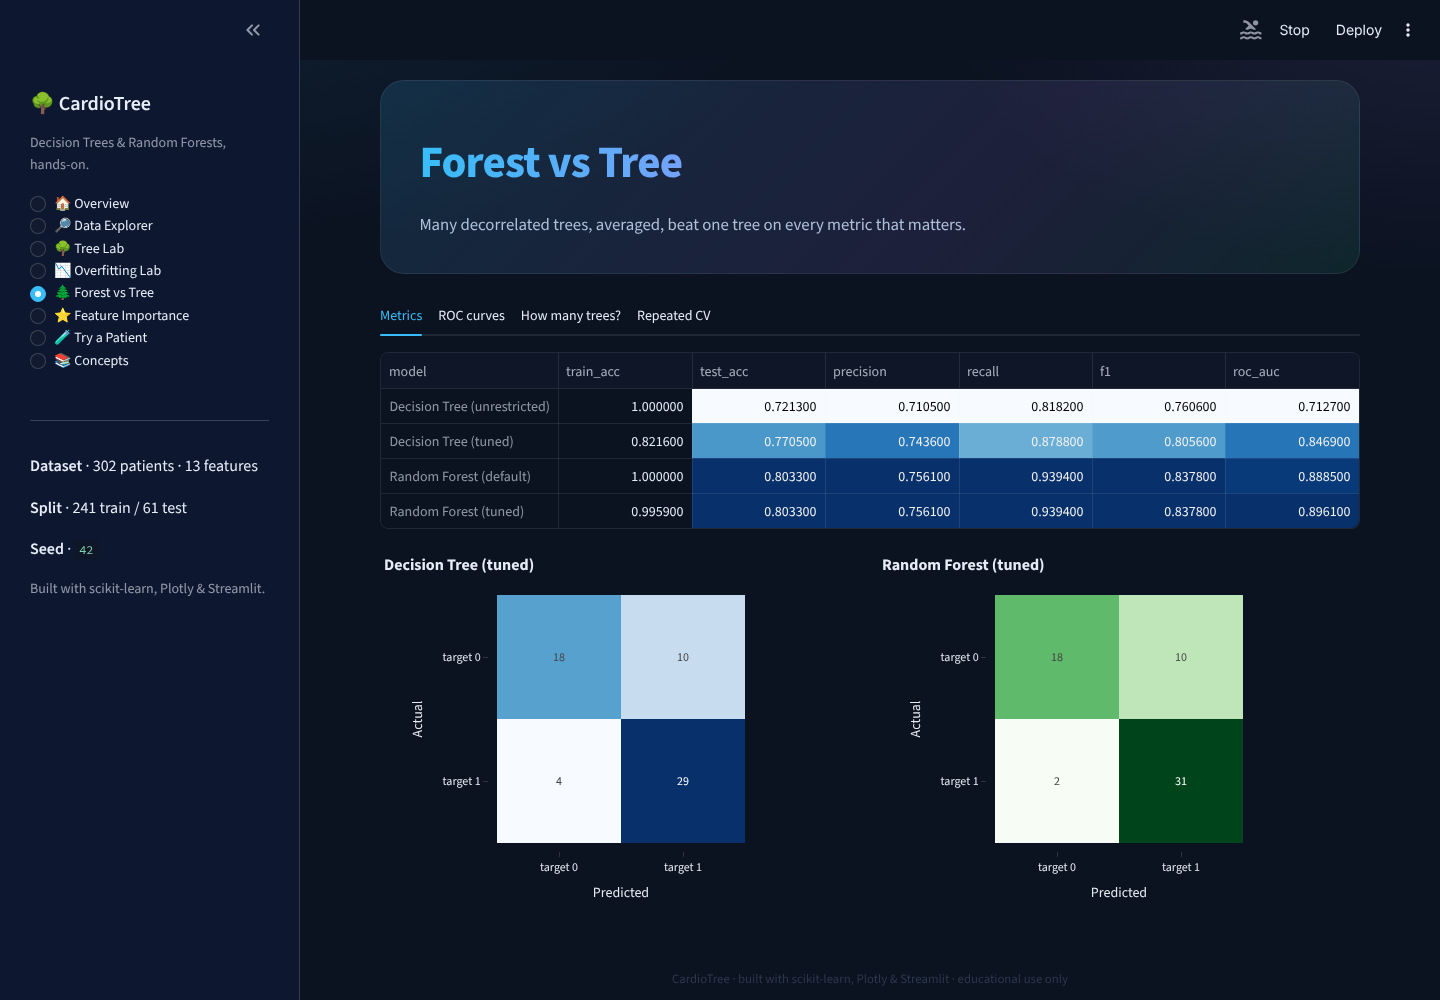 Stop
Deploy
🌳 CardioTree
Decision Trees & Random Forests,
hands-on.
🏠 Overview
🔎 Data Explorer
🌳 Tree Lab
📉 Overfitting Lab
🌲 Forest vs Tree
⭐ Feature Importance
🧪 Try a Patient
📚 Concepts
Dataset · 302 patients · 13 features
Split · 241 train / 61 test
Seed · 42
Built with scikit-learn, Plotly & Streamlit.
Forest vs Tree
Many decorrelated trees, averaged, beat one tree on every metric that matters.
Metrics ROC curves How many trees? Repeated CV
model train_acc test_acc precision recall f1 roc_auc
Decision Tree (unrestricted) 1.000000 0.721300 0.710500 0.818200 0.760600 0.712700
Decision Tree (tuned) 0.821600 0.770500 0.743600 0.878800 0.805600 0.846900
Random Forest (default) 1.000000 0.803300 0.756100 0.939400 0.837800 0.888500
Random Forest (tuned) 0.995900 0.803300 0.756100 0.939400 0.837800 0.896100
Decision Tree (tuned)
target 0 18 10
Actual
target 1 4 29
target 0 target 1
Predicted
Random Forest (tuned)
target 0 18 10
Actual
target 1 2 31
target 0 target 1
Predicted
CardioTree · built with scikit-learn, Plotly & Streamlit · educational use only